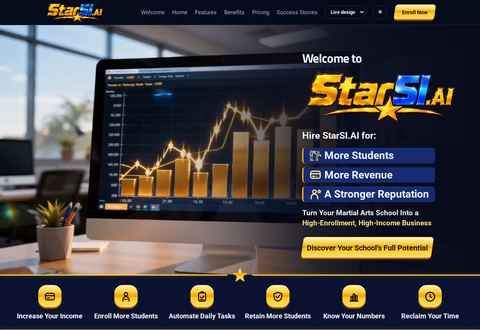 StarSI.AI
Welcome Home Features Benefits Pricing Success Stories Live design Enroll Now
Welcome to
StarSI.AI
Hire StarSI.AI for:
More Students
More Revenue
A Stronger Reputation
Turn Your Martial Arts School Into a
High-Enrollment, High-Income Business
Discover Your School's Full Potential
Increase Your Income Enroll More Students Automate Daily Tasks Retain More Students Know Your Numbers Reclaim Your Time